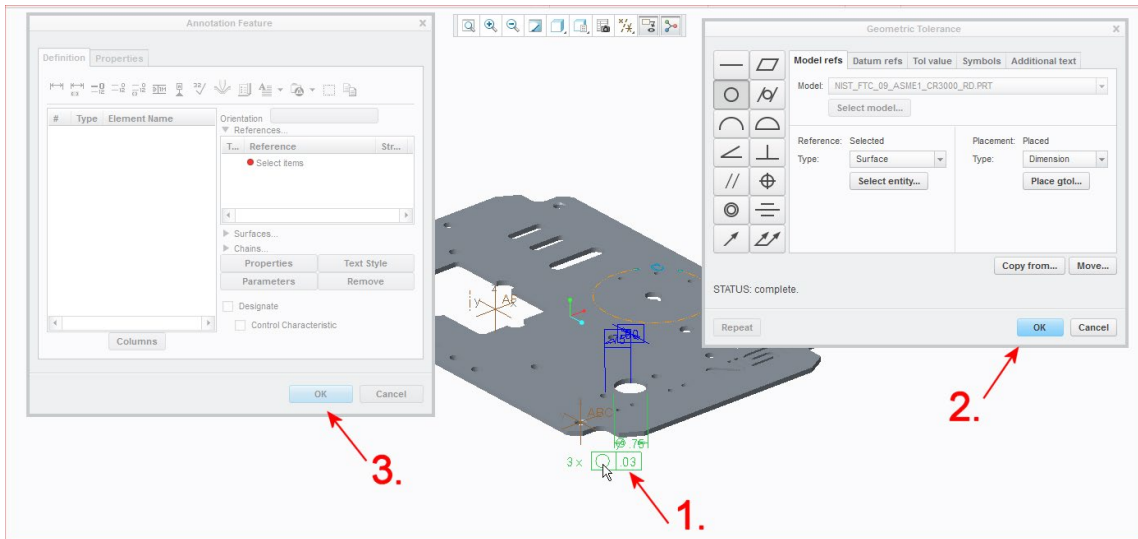 Annotation Feature
Definition Properties
# Type Element Name
Orientation
References...
T... Reference Str...
Select items
Surfaces...
Chains...
Properties Text Style
Parameters Remove
Designate
Control Characteristic
Columns
OK Cancel
3.
ABC
3 x .03
1.
Geometric Tolerance
Model refs Datum refs Tol value Symbols Additional text
Model: NIST_FTC_09_ASME1_CR3000_RD.PRT
Select model...
Reference: Selected Placement: Placed
Type: Surface Type: Dimension
Select entity... Place gtol...
Copy from... Move...
STATUS: complete.
Repeat OK Cancel
2.